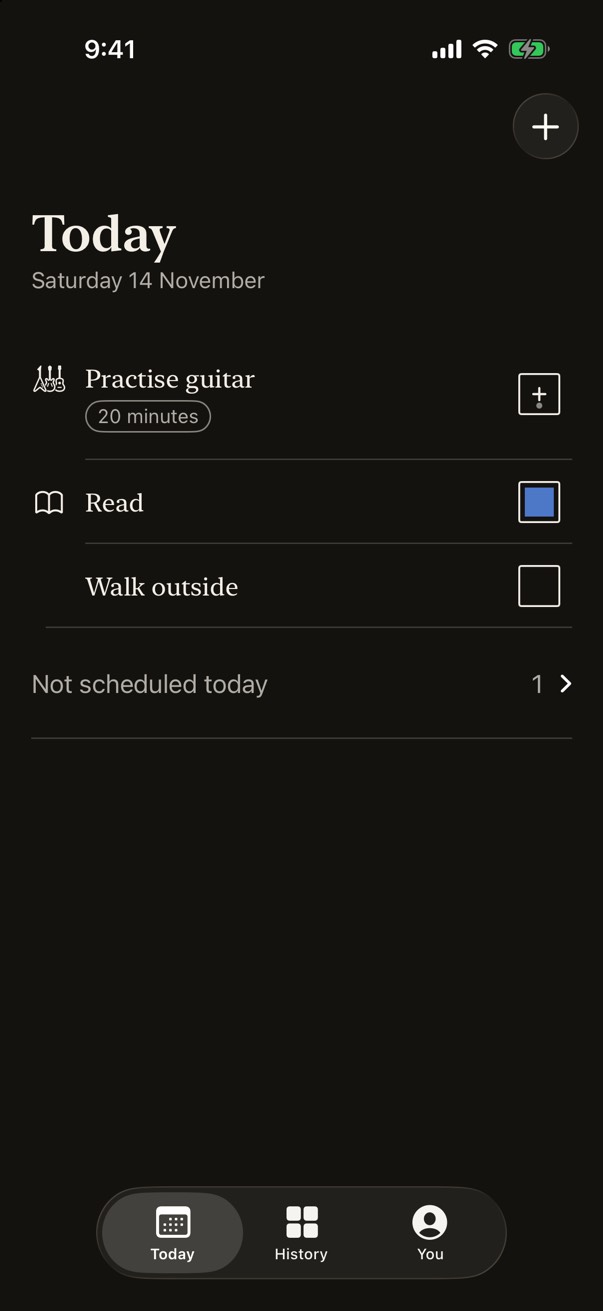 9:41
Today
Saturday 14 November
Practise guitar
20 minutes
Read
Walk outside
Not scheduled today 1
Today History You